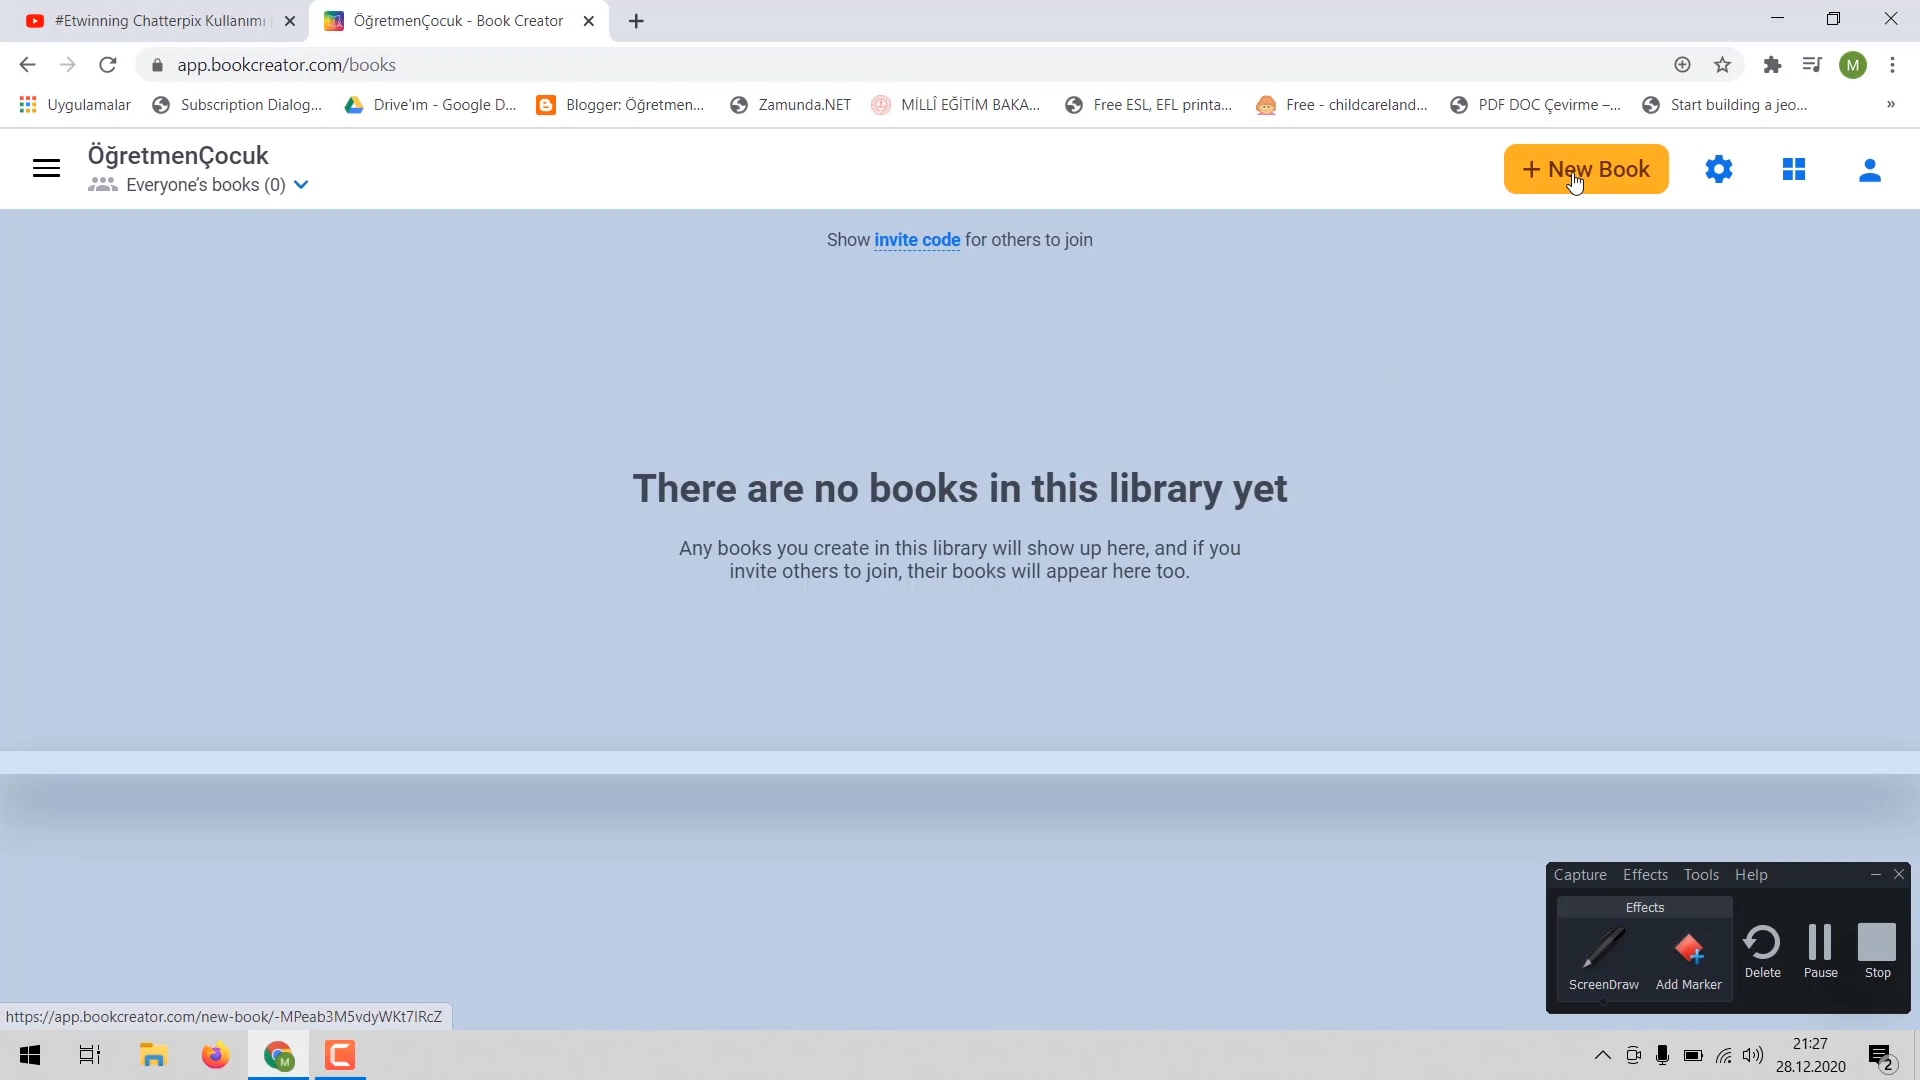 #Etwinning Chatterpix Kullanımı
ÖğretmenÇocuk - Book Creator
app.bookcreator.com/books
M
Uygulamalar
Subscription Dialog...
Drive'ım - Google D...
Blogger: Öğretmen...
Zamunda.NET
MİLLÎ EĞİTİM BAKA...
Free ESL, EFL printa...
Free - childcareland...
PDF DOC Çevirme –...
Start building a jeo...
»
ÖğretmenÇocuk
Everyone's books (0)
+ New Book
Show invite code for others to join
There are no books in this library yet
Any books you create in this library will show up here, and if you
invite others to join, their books will appear here too.
Capture Effects Tools Help
Effects
ScreenDraw
Add Marker
Delete
Pause
Stop
https://app.bookcreator.com/new-book/-MPeab3M5vdyWKt7IRcZ
M
21:27
28.12.2020
2